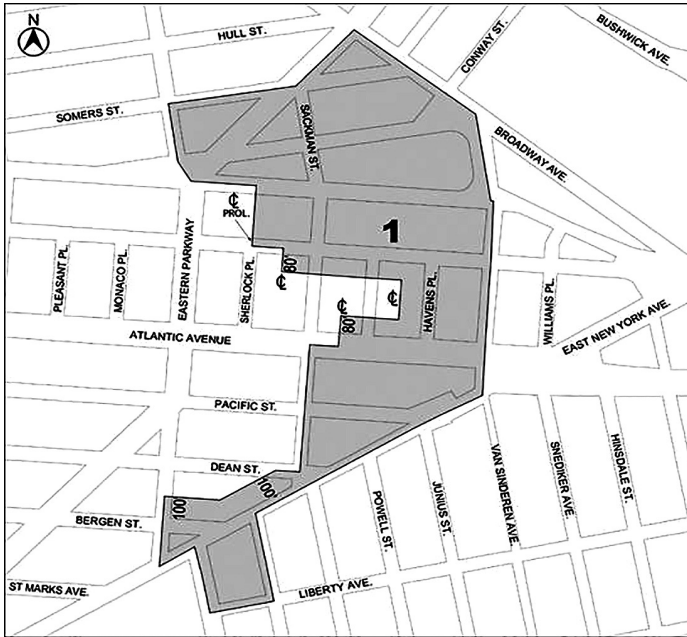 N
HULL ST.
CONWAY ST.
BUSHWICK AVE.
SOMERS ST.
SACKMAN ST.
BROADWAY AVE.
℄
PROL.
1
PLEASANT PL.
MONACO PL.
EASTERN PARKWAY
SHERLOCK PL.
80'
℄
℄
℄
80'
HAVENS PL.
WILLIAMS PL.
EAST NEW YORK AVE.
ATLANTIC AVENUE
PACIFIC ST.
DEAN ST.
100'
100'
BERGEN ST.
POWELL ST.
JUNIUS ST.
VAN SINDEREN AVE.
SNEDIKER AVE.
HINSDALE ST.
ST MARKS AVE.
LIBERTY AVE.